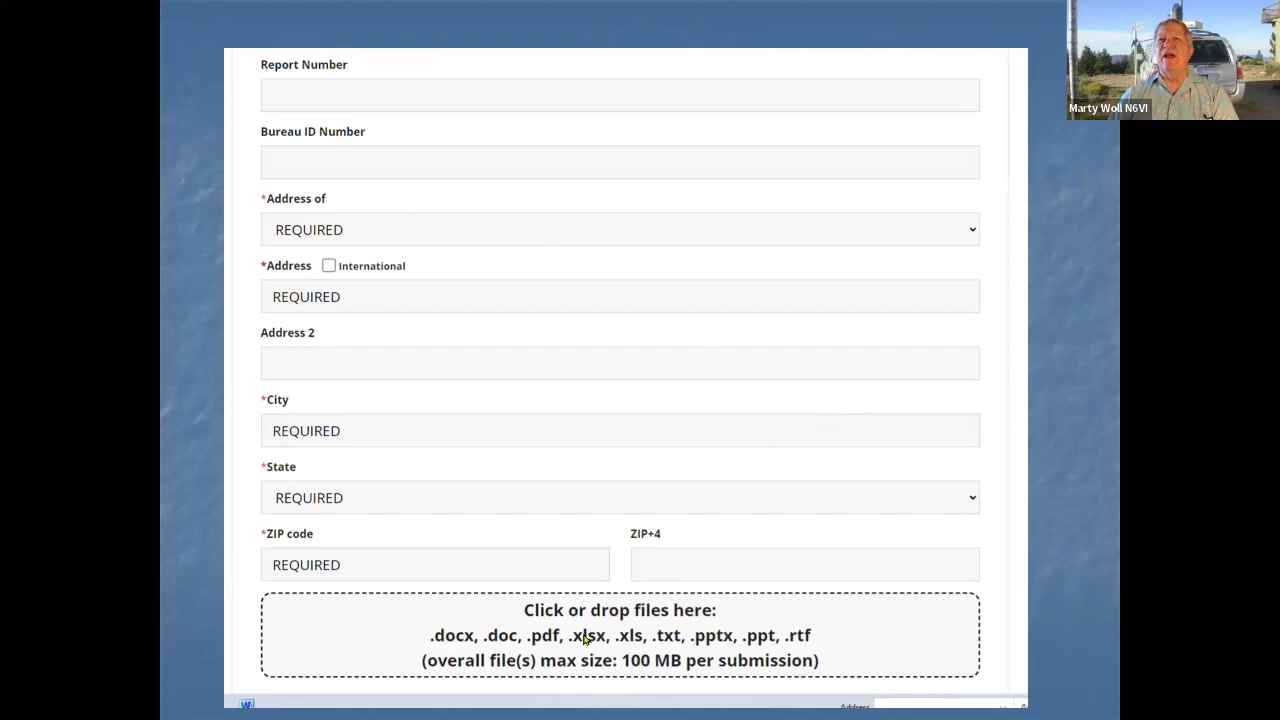 Report Number
Bureau ID Number
*Address of
REQUIRED
*Address International
REQUIRED
Address 2
*City
REQUIRED
*State
REQUIRED
*ZIP code ZIP+4
REQUIRED
Click or drop files here:
.docx, .doc, .pdf, .xlsx, .xls, .txt, .pptx, .ppt, .rtf
(overall file(s) max size: 100 MB per submission)
W
Address
Marty Woll N6VI